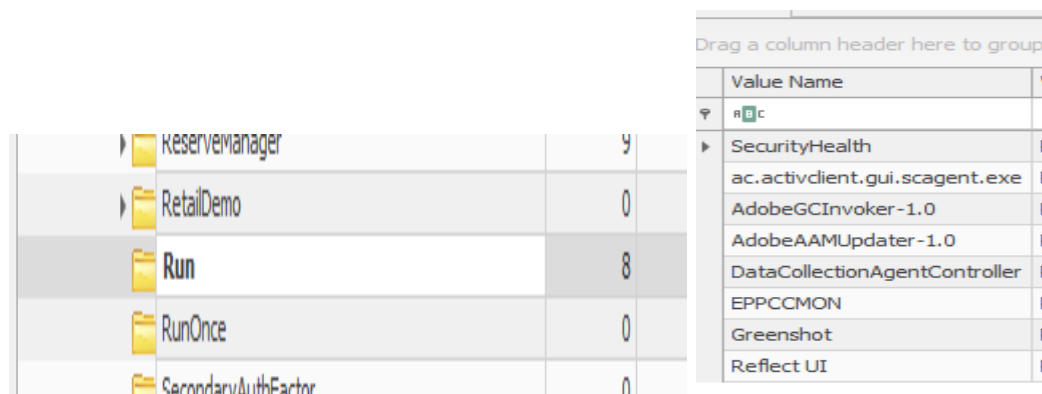 ReserveManager 9
RetailDemo 0
Run 8
RunOnce 0
SecondaryAuthFactor 0
Drag a column header here to group
Value Name
ABC
SecurityHealth
ac.activclient.gui.scagent.exe
AdobeGCInvoker-1.0
AdobeAAMUpdater-1.0
DataCollectionAgentController
EPPCCMON
Greenshot
Reflect UI